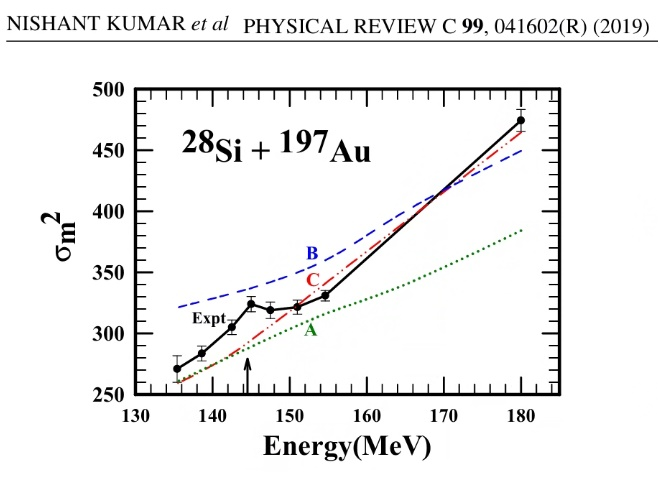 NISHANT KUMAR et al PHYSICAL REVIEW C 99, 041602(R) (2019)
500
450
400
350
300
250
28Si + 197Au
σm2
B
C
Expt
A
130 140 150 160 170 180
Energy(MeV)